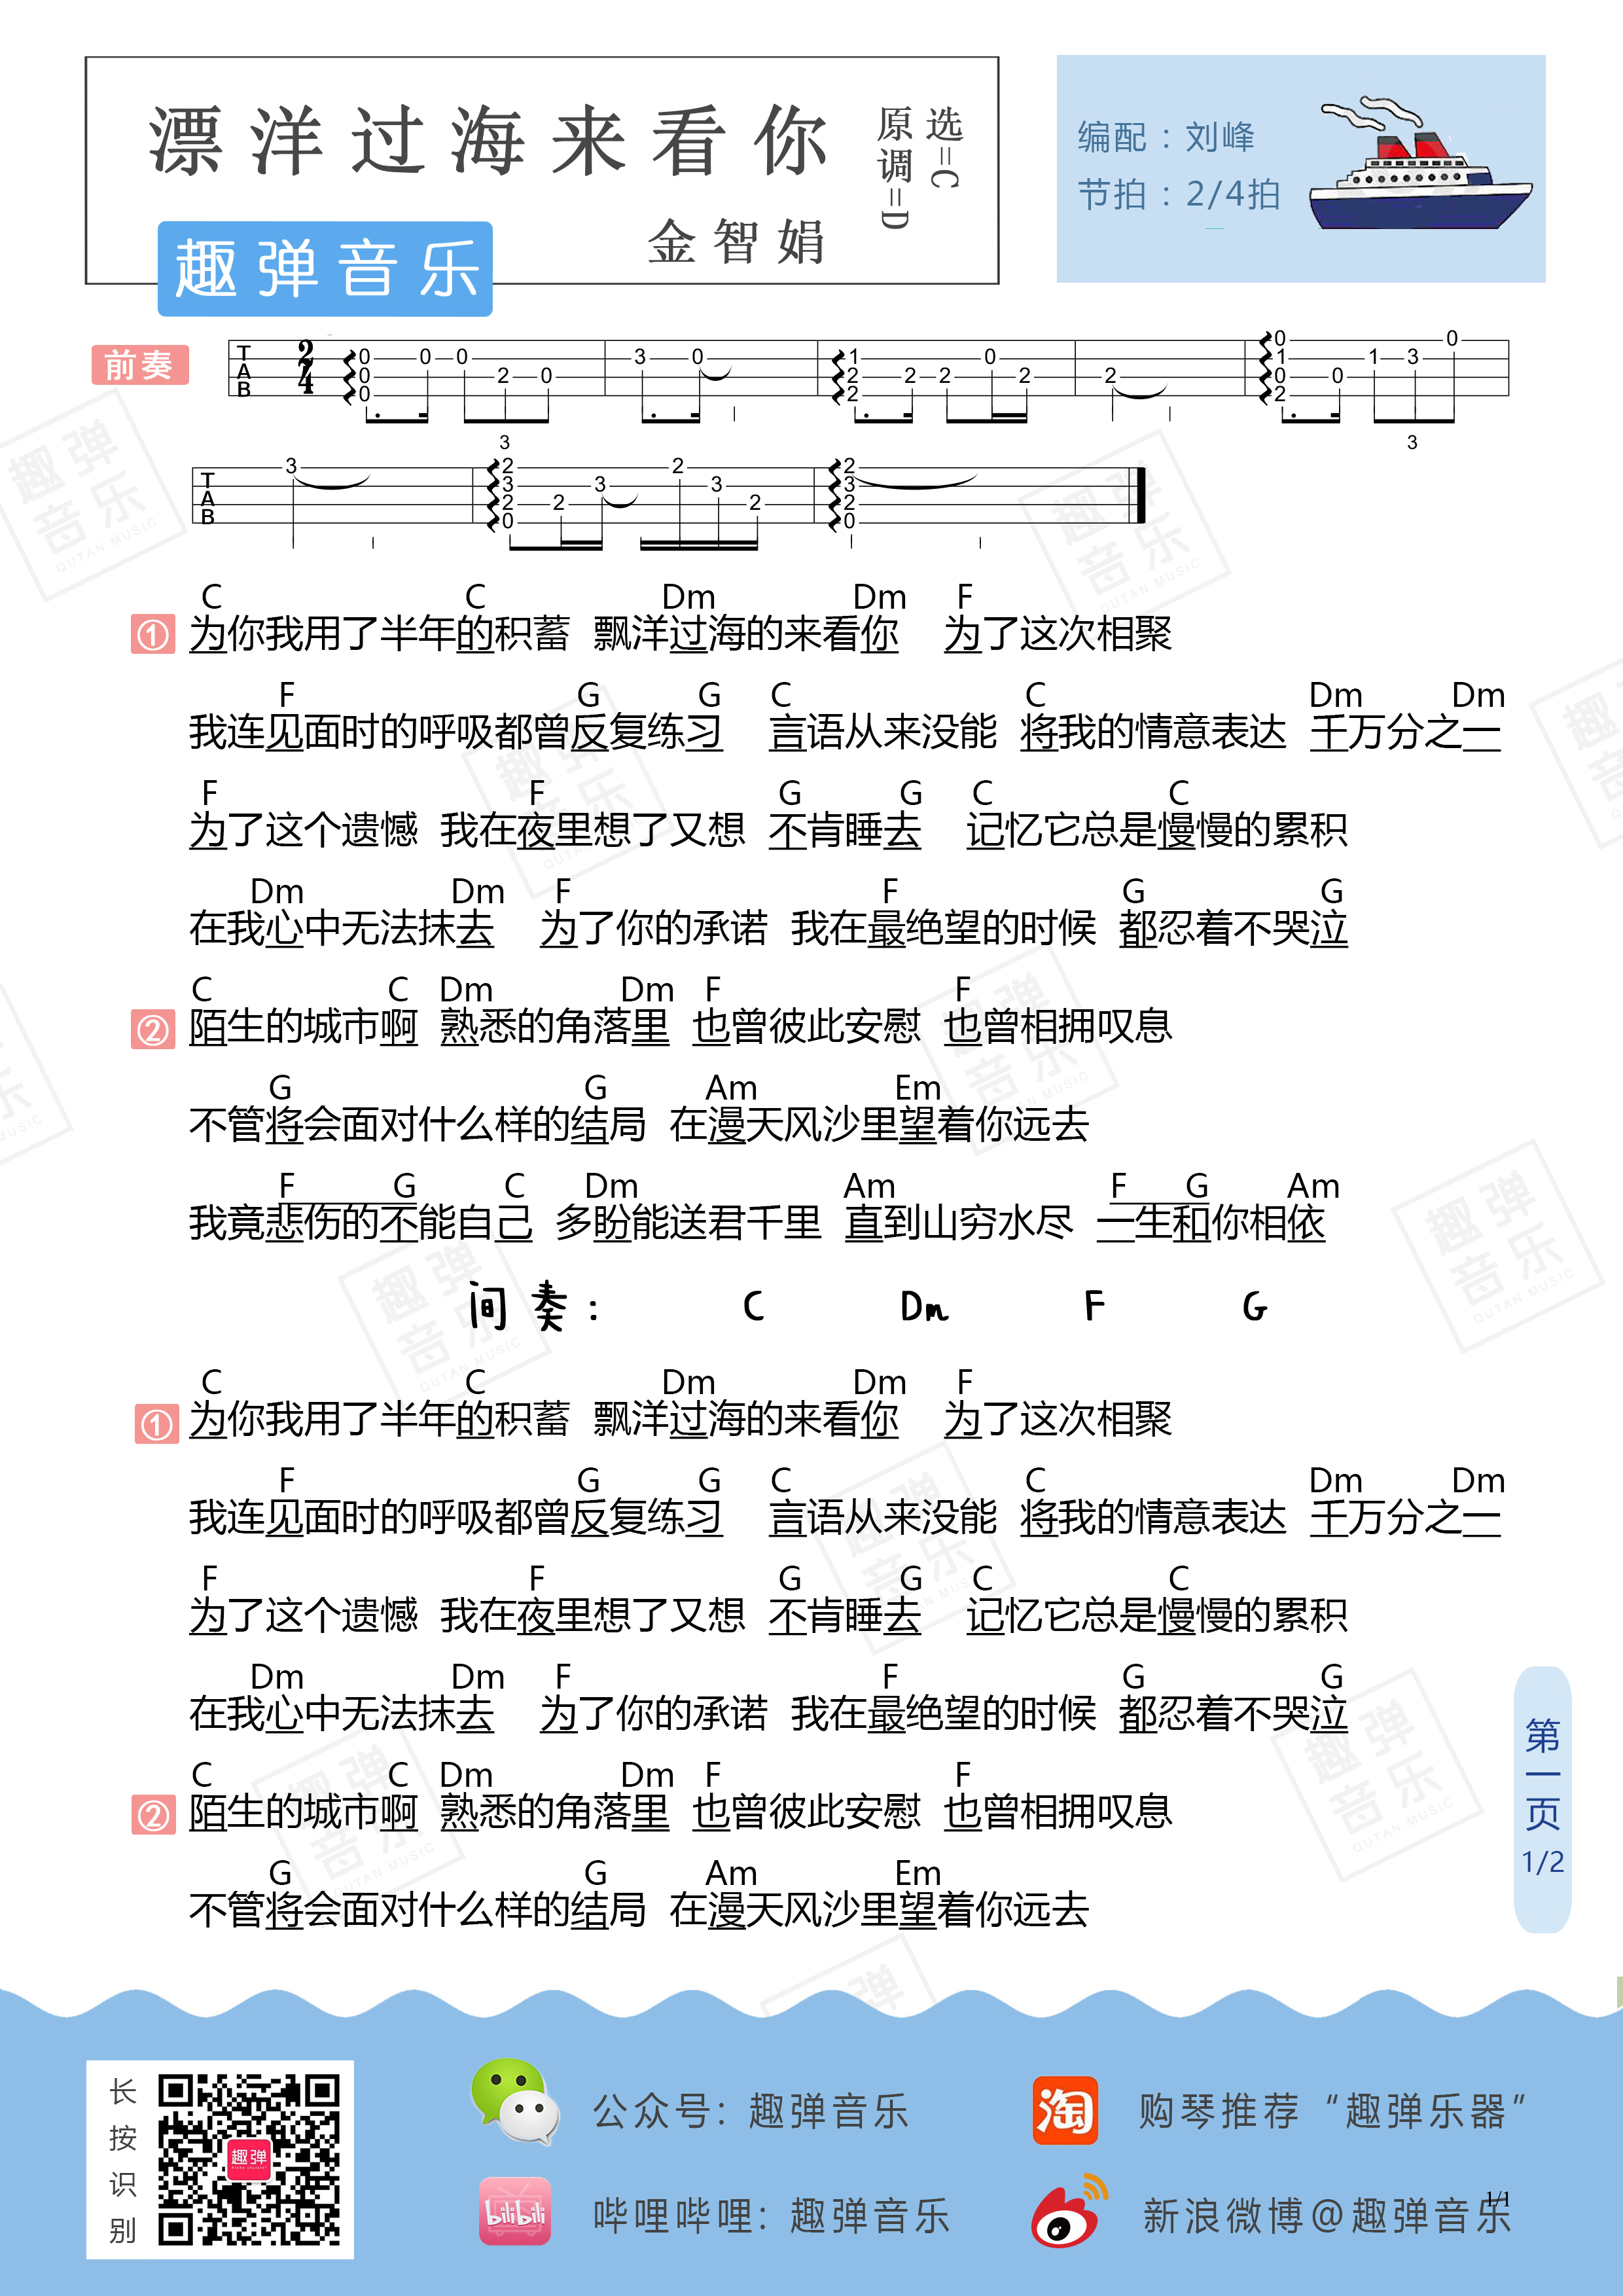 漂洋过海来看你
原调=D
选=C
金智娟
趣弹音乐
编配：刘峰
节拍：2/4拍
前奏
T A B 2/4 0 0 0 0 0 2 0 3 0 1 2 2 2 2 0 2 2 0 1 0 2 0 1 3 0
3 3
T A B 3 2 3 2 0 2 3 2 3 2 2 3 2 0
C C Dm Dm F
① 为你我用了半年的积蓄 飘洋过海的来看你 为了这次相聚
F G G C C Dm Dm
我连见面时的呼吸都曾反复练习 言语从来没能 将我的情意表达 千万分之一
F F G G C C
为了这个遗憾 我在夜里想了又想 不肯睡去 记忆它总是慢慢的累积
Dm Dm F F G G
在我心中无法抹去 为了你的承诺 我在最绝望的时候 都忍着不哭泣
C C Dm Dm F F
② 陌生的城市啊 熟悉的角落里 也曾彼此安慰 也曾相拥叹息
G G Am Em
不管将会面对什么样的结局 在漫天风沙里望着你远去
F G C Dm Am F G Am
我竟悲伤的不能自己 多盼能送君千里 直到山穷水尽 一生和你相依
间奏： C Dm F G
C C Dm Dm F
① 为你我用了半年的积蓄 飘洋过海的来看你 为了这次相聚
F G G C C Dm Dm
我连见面时的呼吸都曾反复练习 言语从来没能 将我的情意表达 千万分之一
F F G G C C
为了这个遗憾 我在夜里想了又想 不肯睡去 记忆它总是慢慢的累积
Dm Dm F F G G
在我心中无法抹去 为了你的承诺 我在最绝望的时候 都忍着不哭泣
C C Dm Dm F F
② 陌生的城市啊 熟悉的角落里 也曾彼此安慰 也曾相拥叹息
G G Am Em
不管将会面对什么样的结局 在漫天风沙里望着你远去
第一页
1/2
长按识别
趣弹
公众号：趣弹音乐
淘 购琴推荐“趣弹乐器”
bilibili 哔哩哔哩：趣弹音乐
新浪微博@趣弹音乐
1/1
趣弹音乐
QUTAN MUSIC